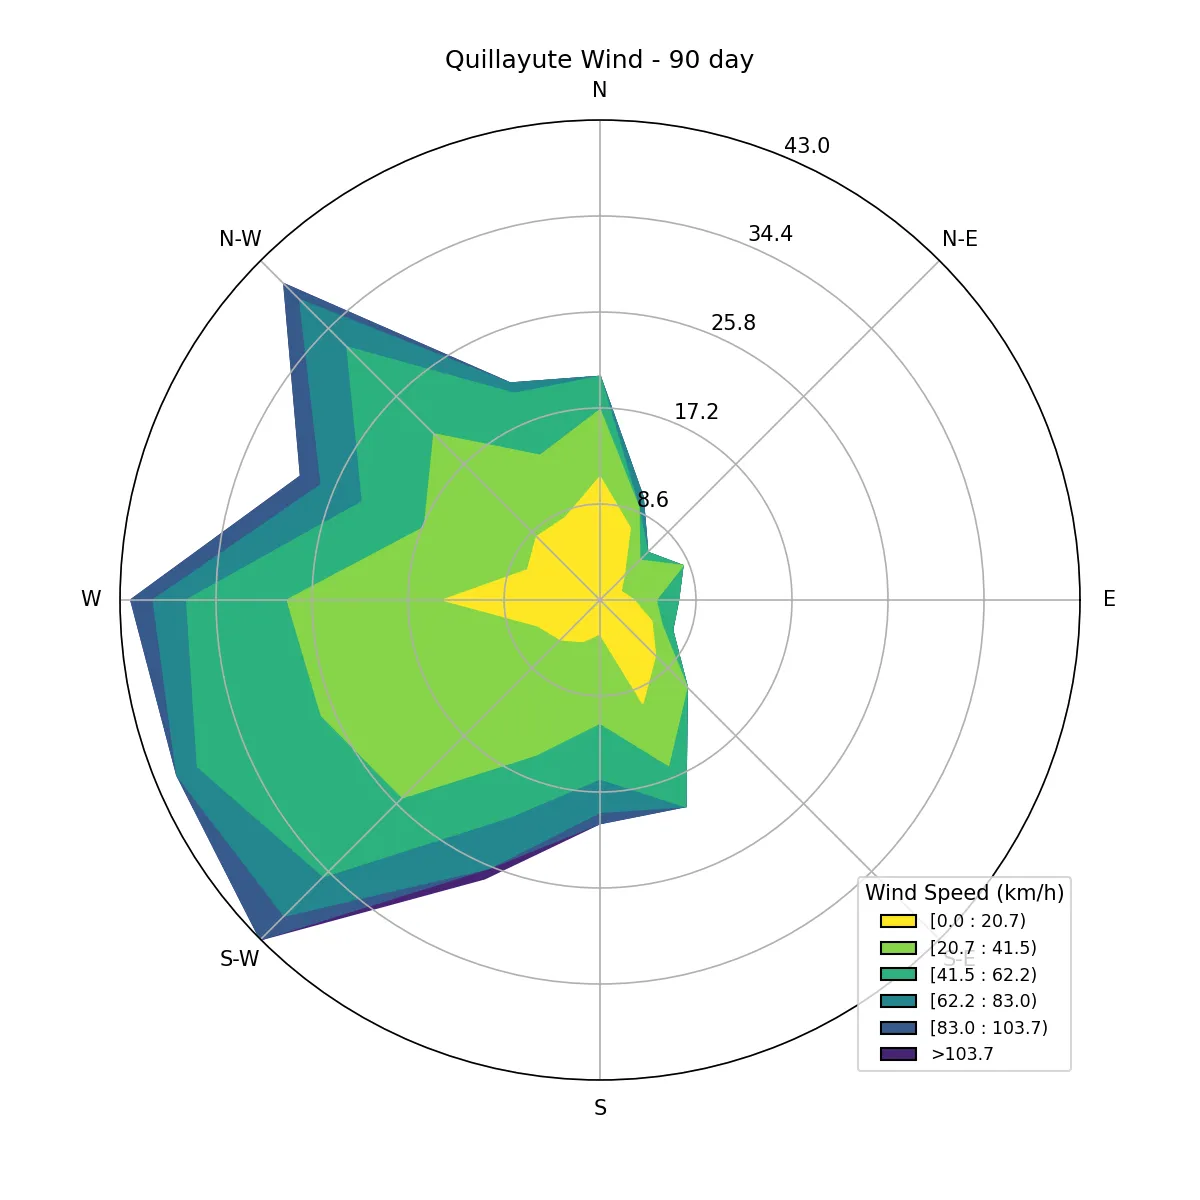 Quillayute Wind - 90 day
N
43.0
34.4
N-W
N-E
25.8
17.2
8.6
W
E
S-W
S-E
S
Wind Speed (km/h)
[0.0 : 20.7)
[20.7 : 41.5)
[41.5 : 62.2)
[62.2 : 83.0)
[83.0 : 103.7)
>103.7